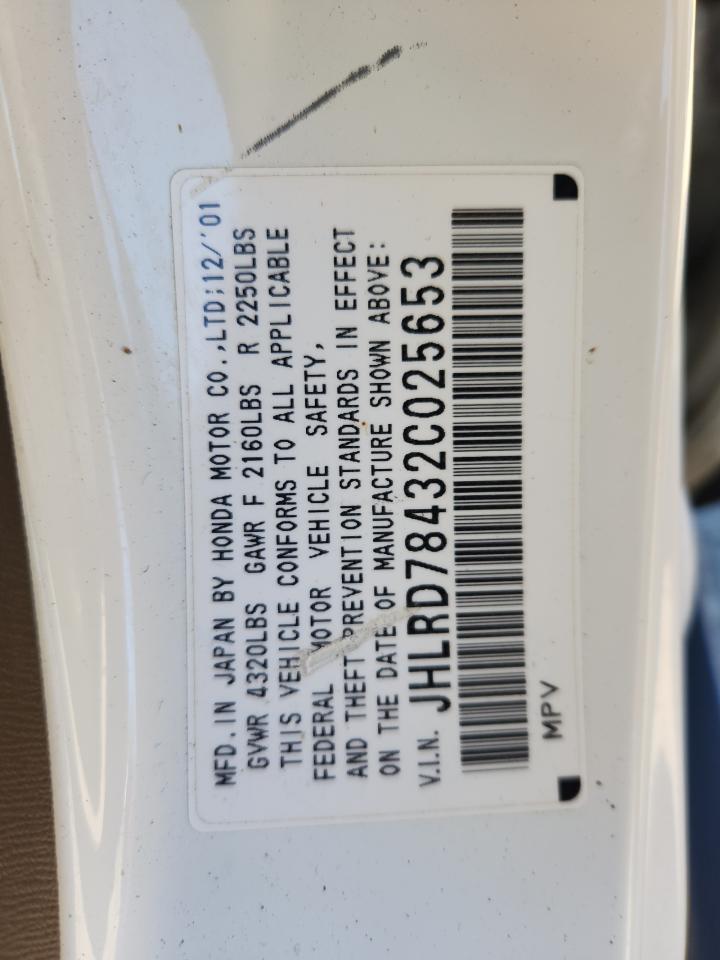 MFD.IN JAPAN BY HONDA MOTOR CO.,LTD;12/'01
GVWR 4320LBS GAWR F 2160LBS R 2250LBS
THIS VEHICLE CONFORMS TO ALL APPLICABLE
FEDERAL MOTOR VEHICLE SAFETY,
AND THEFT PREVENTION STANDARDS IN EFFECT
ON THE DATE OF MANUFACTURE SHOWN ABOVE:
V.I.N. JHLRD78432C025653
MPV